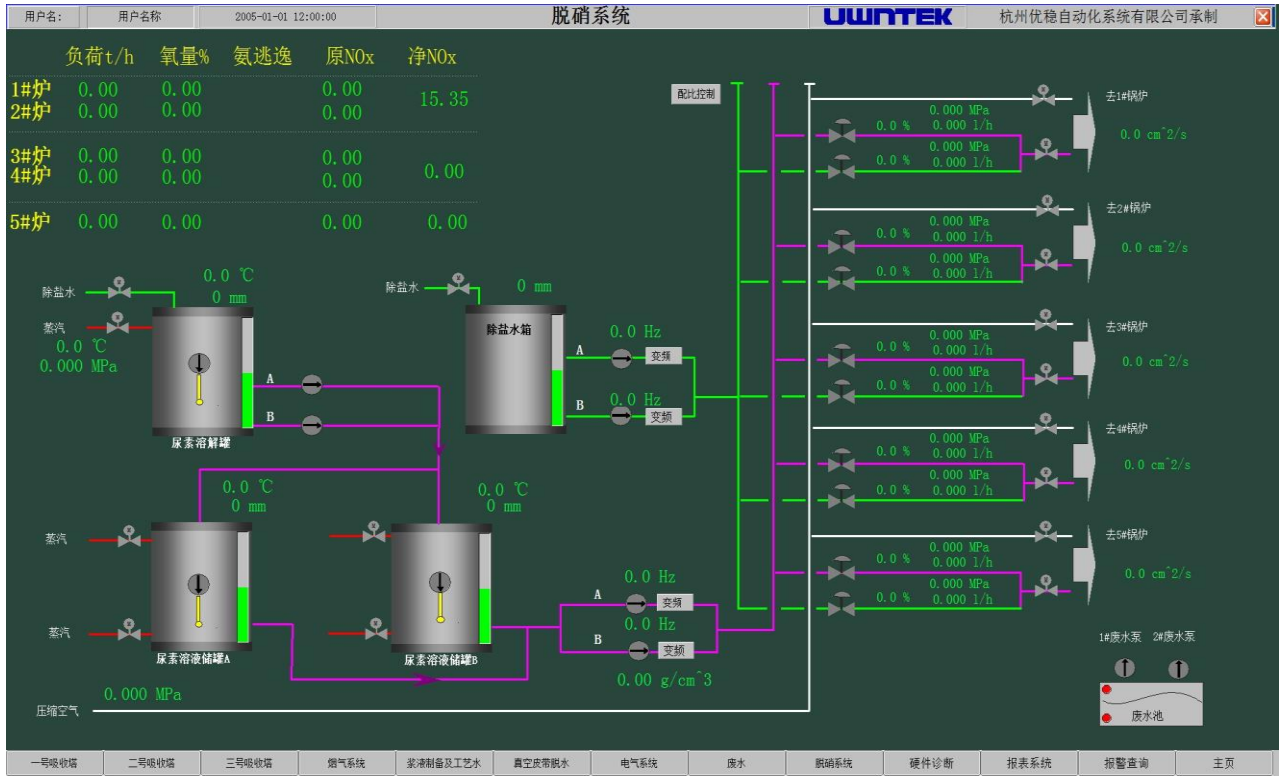 用户名: 用户名称 2005-01-01 12:00:00 脱硝系统 UWNTEK 杭州优稳自动化系统有限公司承制
负荷t/h 氧量% 氨逃逸 原NOx 净NOx
1#炉 0.00 0.00 0.00 15.35
2#炉 0.00 0.00 0.00
3#炉 0.00 0.00 0.00 0.00
4#炉 0.00 0.00 0.00
5#炉 0.00 0.00 0.00 0.00
配比控制
除盐水
0.0 ℃
0 mm
蒸汽
0.0 ℃
0.000 MPa
A
B
尿素溶解罐
除盐水
0 mm
除盐水箱
0.0 Hz
A 变频
0.0 Hz
B 变频
0.0 ℃
0 mm
蒸汽
蒸汽
尿素溶液储罐A
0.0 ℃
0 mm
尿素溶液储罐B
0.0 Hz
A 变频
0.0 Hz
B 变频
0.00 g/cm^3
0.000 MPa
压缩空气
去1#锅炉
0.000 MPa
0.0 % 0.000 l/h
0.0 cm^2/s
0.000 MPa
0.0 % 0.000 l/h
去2#锅炉
0.000 MPa
0.0 % 0.000 l/h
0.0 cm^2/s
0.000 MPa
0.0 % 0.000 l/h
去3#锅炉
0.000 MPa
0.0 % 0.000 l/h
0.0 cm^2/s
0.000 MPa
0.0 % 0.000 l/h
去4#锅炉
0.000 MPa
0.0 % 0.000 l/h
0.0 cm^2/s
0.000 MPa
0.0 % 0.000 l/h
去5#锅炉
0.000 MPa
0.0 % 0.000 l/h
0.0 cm^2/s
0.000 MPa
0.0 % 0.000 l/h
1#废水泵 2#废水泵
废水池
一号吸收塔 二号吸收塔 三号吸收塔 烟气系统 浆液制备及工艺水 真空皮带脱水 电气系统 废水 脱硝系统 硬件诊断 报表系统 报警查询 主页